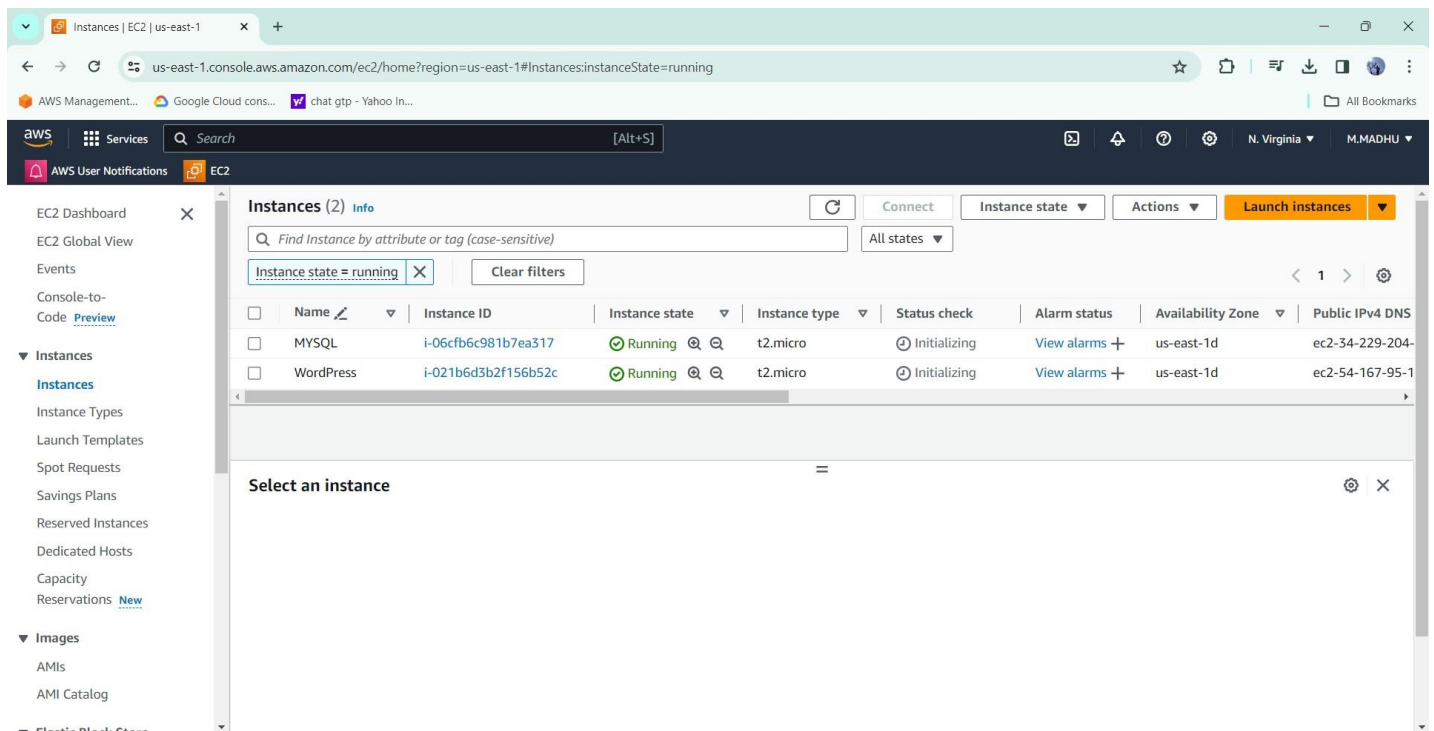 Instances | EC2 | us-east-1
us-east-1.console.aws.amazon.com/ec2/home?region=us-east-1#Instances:instanceState=running
AWS Management... Google Cloud cons... chat gtp - Yahoo In... All Bookmarks
aws Services Search [Alt+S] N. Virginia M.MADHU
AWS User Notifications EC2
EC2 Dashboard
EC2 Global View
Events
Console-to-
Code Preview
Instances
Instances
Instance Types
Launch Templates
Spot Requests
Savings Plans
Reserved Instances
Dedicated Hosts
Capacity
Reservations New
Images
AMIs
AMI Catalog
Elastic Block Store
Instances (2) Info Connect Instance state Actions Launch instances
Find Instance by attribute or tag (case-sensitive) All states
Instance state = running Clear filters 1
Name Instance ID Instance state Instance type Status check Alarm status Availability Zone Public IPv4 DNS
MYSQL i-06cfb6c981b7ea317 Running t2.micro Initializing View alarms + us-east-1d ec2-34-229-204-
WordPress i-021b6d3b2f156b52c Running t2.micro Initializing View alarms + us-east-1d ec2-54-167-95-1
Select an instance